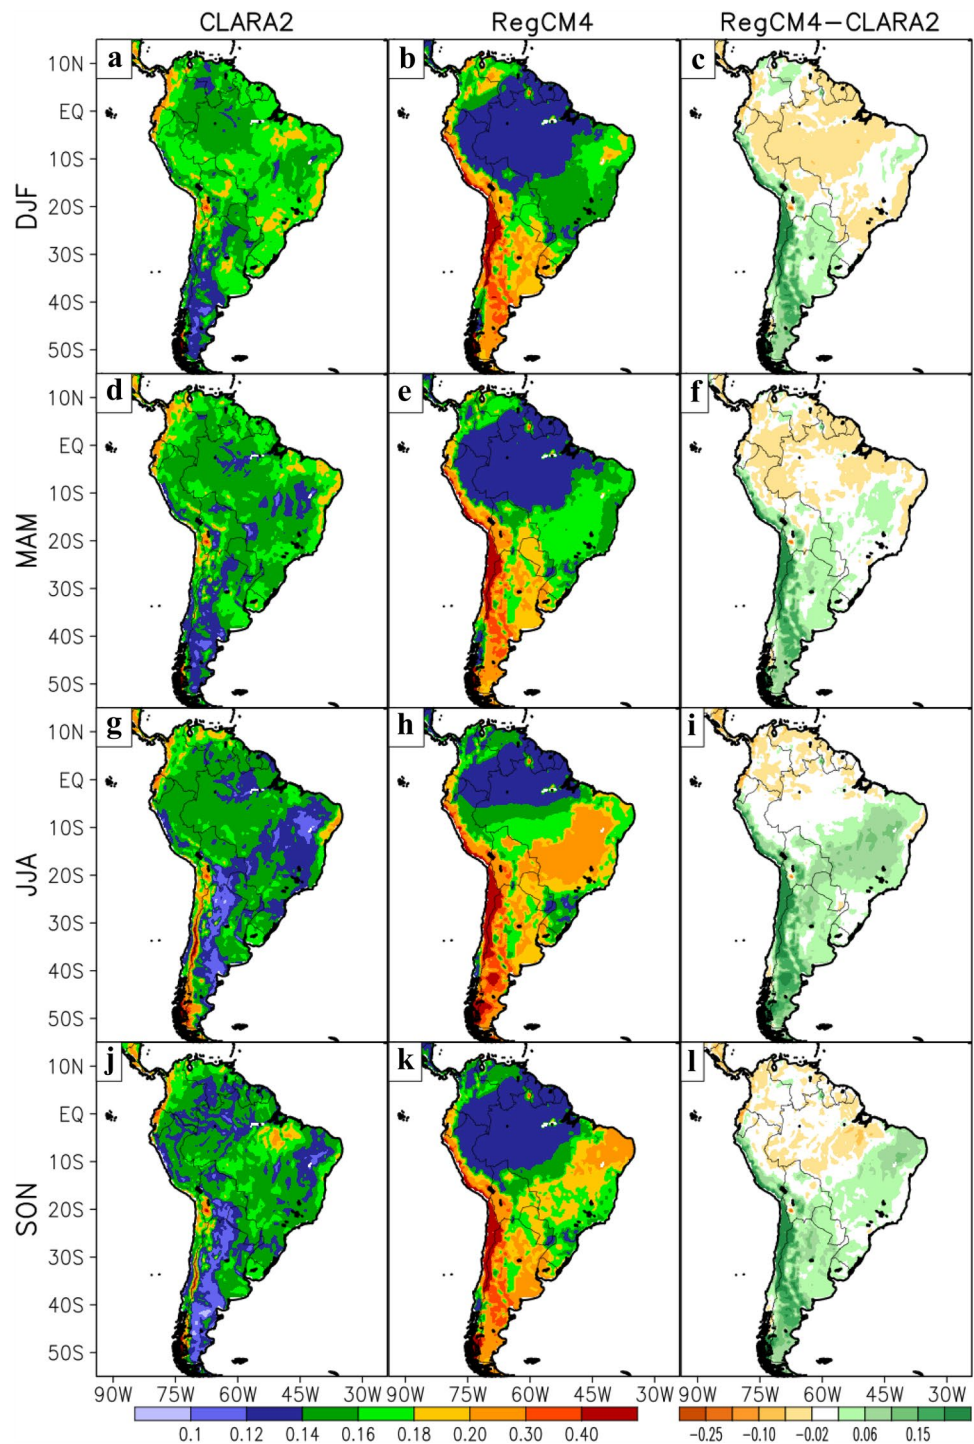 CLARA2 RegCM4 RegCM4−CLARA2
a b c
10N
EQ
10S
20S
30S
40S
50S
DJF
d e f
10N
EQ
10S
20S
30S
40S
50S
MAM
g h i
10N
EQ
10S
20S
30S
40S
50S
JJA
j k l
10N
EQ
10S
20S
30S
40S
50S
SON
90W 75W 60W 45W 30W 90W 75W 60W 45W 30W 90W 75W 60W 45W 30W
0.1 0.12 0.14 0.16 0.18 0.20 0.30 0.40 −0.25 −0.10 −0.02 0.06 0.15